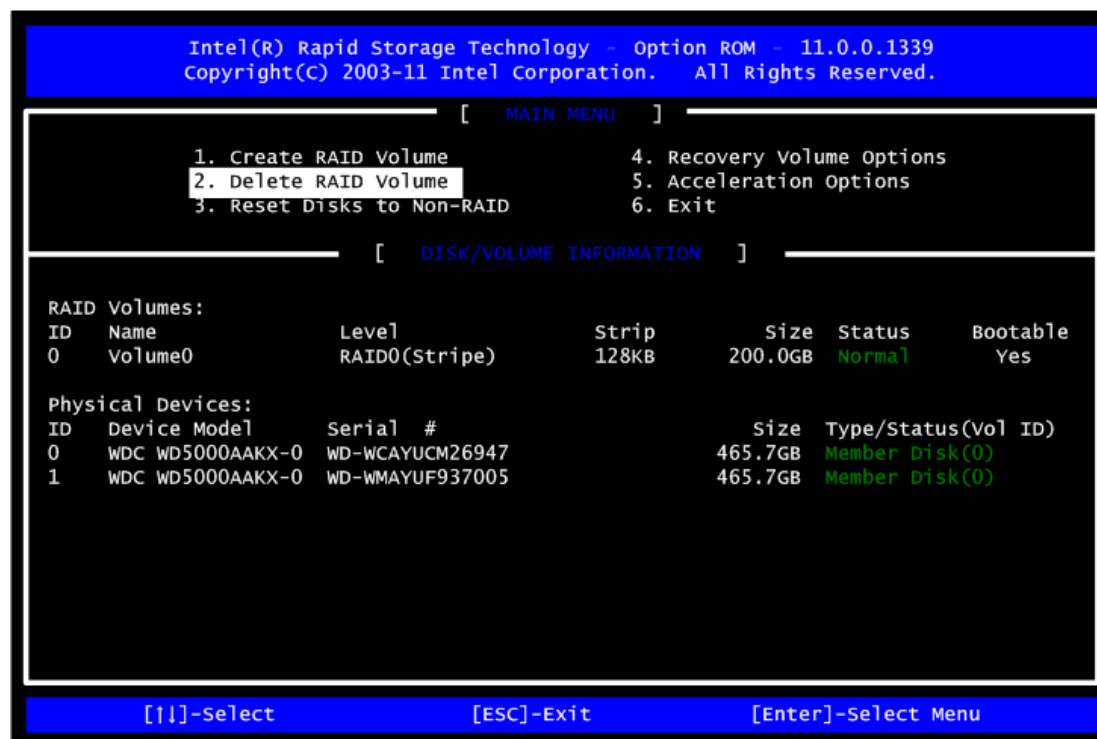 Intel(R) Rapid Storage Technology - Option ROM - 11.0.0.1339
Copyright(C) 2003-11 Intel Corporation. All Rights Reserved.
[ MAIN MENU ]
1. Create RAID Volume 4. Recovery Volume Options
2. Delete RAID Volume 5. Acceleration Options
3. Reset Disks to Non-RAID 6. Exit
[ DISK/VOLUME INFORMATION ]
RAID Volumes:
ID Name Level Strip Size Status Bootable
0 Volume0 RAID0(Stripe) 128KB 200.0GB Normal Yes
Physical Devices:
ID Device Model Serial # Size Type/Status(Vol ID)
0 WDC WD5000AAKX-0 WD-WCAYUCM26947 465.7GB Member Disk(0)
1 WDC WD5000AAKX-0 WD-WMAYUF937005 465.7GB Member Disk(0)
[↑↓]-Select [ESC]-Exit [Enter]-Select Menu